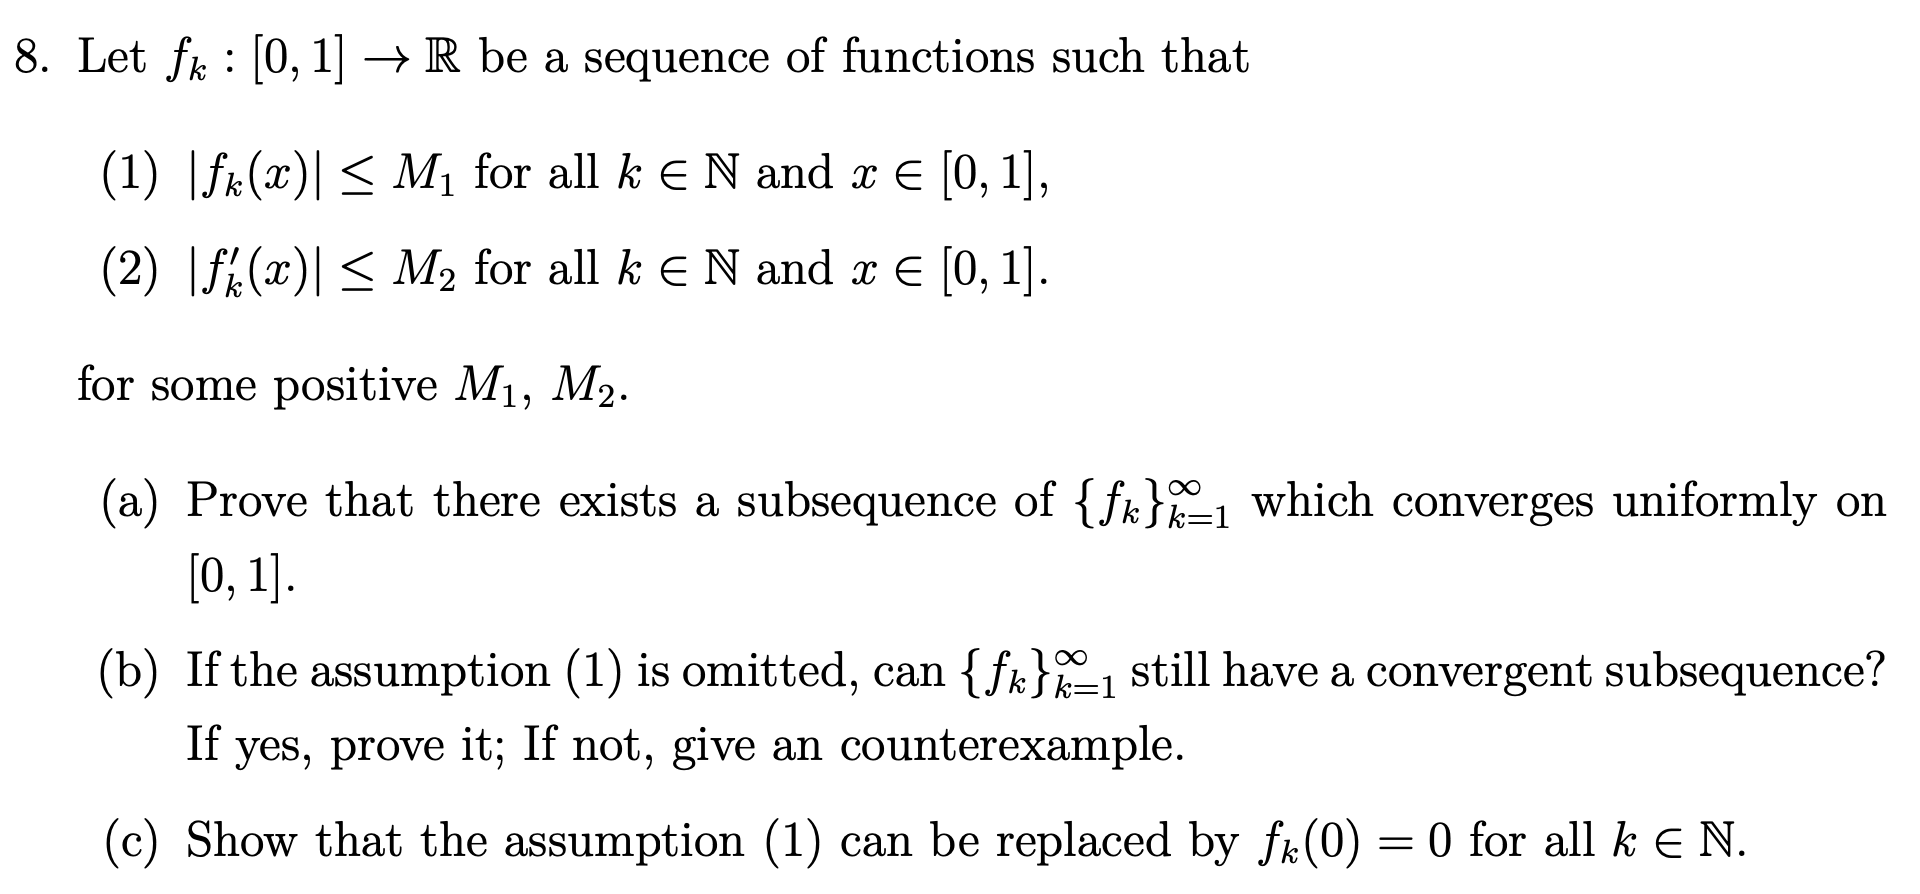 8. Let $f_k : [0, 1] \to \mathbb{R}$ be a sequence of functions such that
(1) $|f_k(x)| \leq M_1$ for all $k \in \mathbb{N}$ and $x \in [0, 1]$,
(2) $|f'_k(x)| \leq M_2$ for all $k \in \mathbb{N}$ and $x \in [0, 1]$.
for some positive $M_1$, $M_2$.
(a) Prove that there exists a subsequence of $\{f_k\}_{k=1}^{\infty}$ which converges uniformly on
$[0, 1]$.
(b) If the assumption (1) is omitted, can $\{f_k\}_{k=1}^{\infty}$ still have a convergent subsequence?
If yes, prove it; If not, give an counterexample.
(c) Show that the assumption (1) can be replaced by $f_k(0) = 0$ for all $k \in \mathbb{N}$.